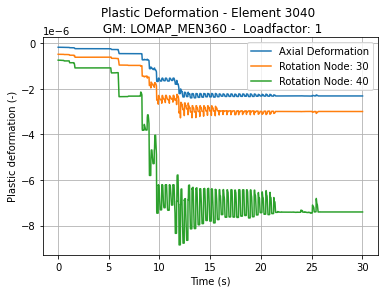 Plastic Deformation - Element 3040
GM: LOMAP_MEN360 -  Loadfactor: 1
1e−6
Axial Deformation
Rotation Node: 30
Rotation Node: 40
Plastic deformation (-)
0
−2
−4
−6
−8
0 5 10 15 20 25 30
Time (s)